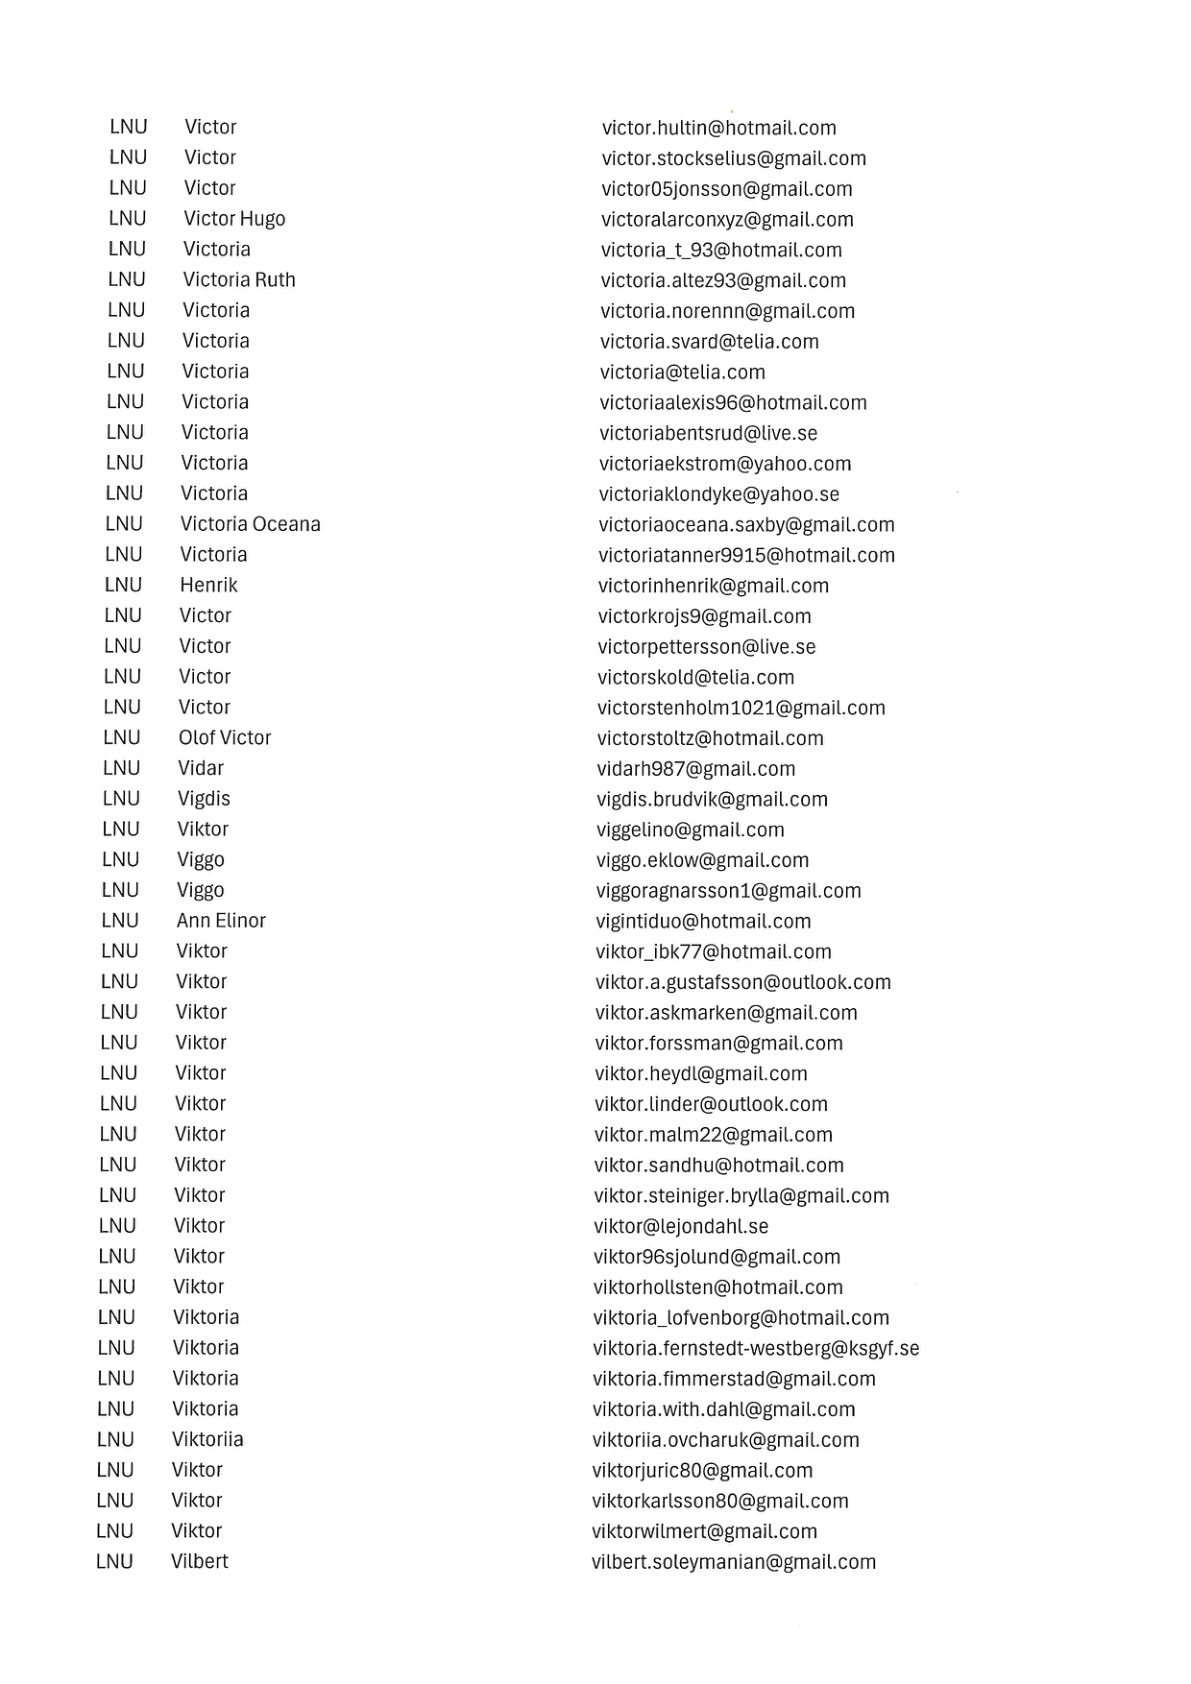 LNU Victor victor.hultin@hotmail.com
LNU Victor victor.stockselius@gmail.com
LNU Victor victor05jonsson@gmail.com
LNU Victor Hugo victoralarconxyz@gmail.com
LNU Victoria victoria_t_93@hotmail.com
LNU Victoria Ruth victoria.altez93@gmail.com
LNU Victoria victoria.norennn@gmail.com
LNU Victoria victoria.svard@telia.com
LNU Victoria victoria@telia.com
LNU Victoria victoriaalexis96@hotmail.com
LNU Victoria victoriabentsrud@live.se
LNU Victoria victoriaekstrom@yahoo.com
LNU Victoria victoriaklondyke@yahoo.se
LNU Victoria Oceana victoriaoceana.saxby@gmail.com
LNU Victoria victoriatanner9915@hotmail.com
LNU Henrik victorinhenrik@gmail.com
LNU Victor victorkrojs9@gmail.com
LNU Victor victorpettersson@live.se
LNU Victor victorskold@telia.com
LNU Victor victorstenholm1021@gmail.com
LNU Olof Victor victorstoltz@hotmail.com
LNU Vidar vidarh987@gmail.com
LNU Vigdis vigdis.brudvik@gmail.com
LNU Viktor viggelino@gmail.com
LNU Viggo viggo.eklow@gmail.com
LNU Viggo viggoragnarsson1@gmail.com
LNU Ann Elinor vigintiduo@hotmail.com
LNU Viktor viktor_ibk77@hotmail.com
LNU Viktor viktor.a.gustafsson@outlook.com
LNU Viktor viktor.askmarken@gmail.com
LNU Viktor viktor.forssman@gmail.com
LNU Viktor viktor.heydl@gmail.com
LNU Viktor viktor.linder@outlook.com
LNU Viktor viktor.malm22@gmail.com
LNU Viktor viktor.sandhu@hotmail.com
LNU Viktor viktor.steiniger.brylla@gmail.com
LNU Viktor viktor@lejondahl.se
LNU Viktor viktor96sjolund@gmail.com
LNU Viktor viktorhollsten@hotmail.com
LNU Viktoria viktoria_lofvenborg@hotmail.com
LNU Viktoria viktoria.fernstedt-westberg@ksgyf.se
LNU Viktoria viktoria.fimmerstad@gmail.com
LNU Viktoria viktoria.with.dahl@gmail.com
LNU Viktoriia viktoriia.ovcharuk@gmail.com
LNU Viktor viktorjuric80@gmail.com
LNU Viktor viktorkarlsson80@gmail.com
LNU Viktor viktorwilmert@gmail.com
LNU Vilbert vilbert.soleymanian@gmail.com